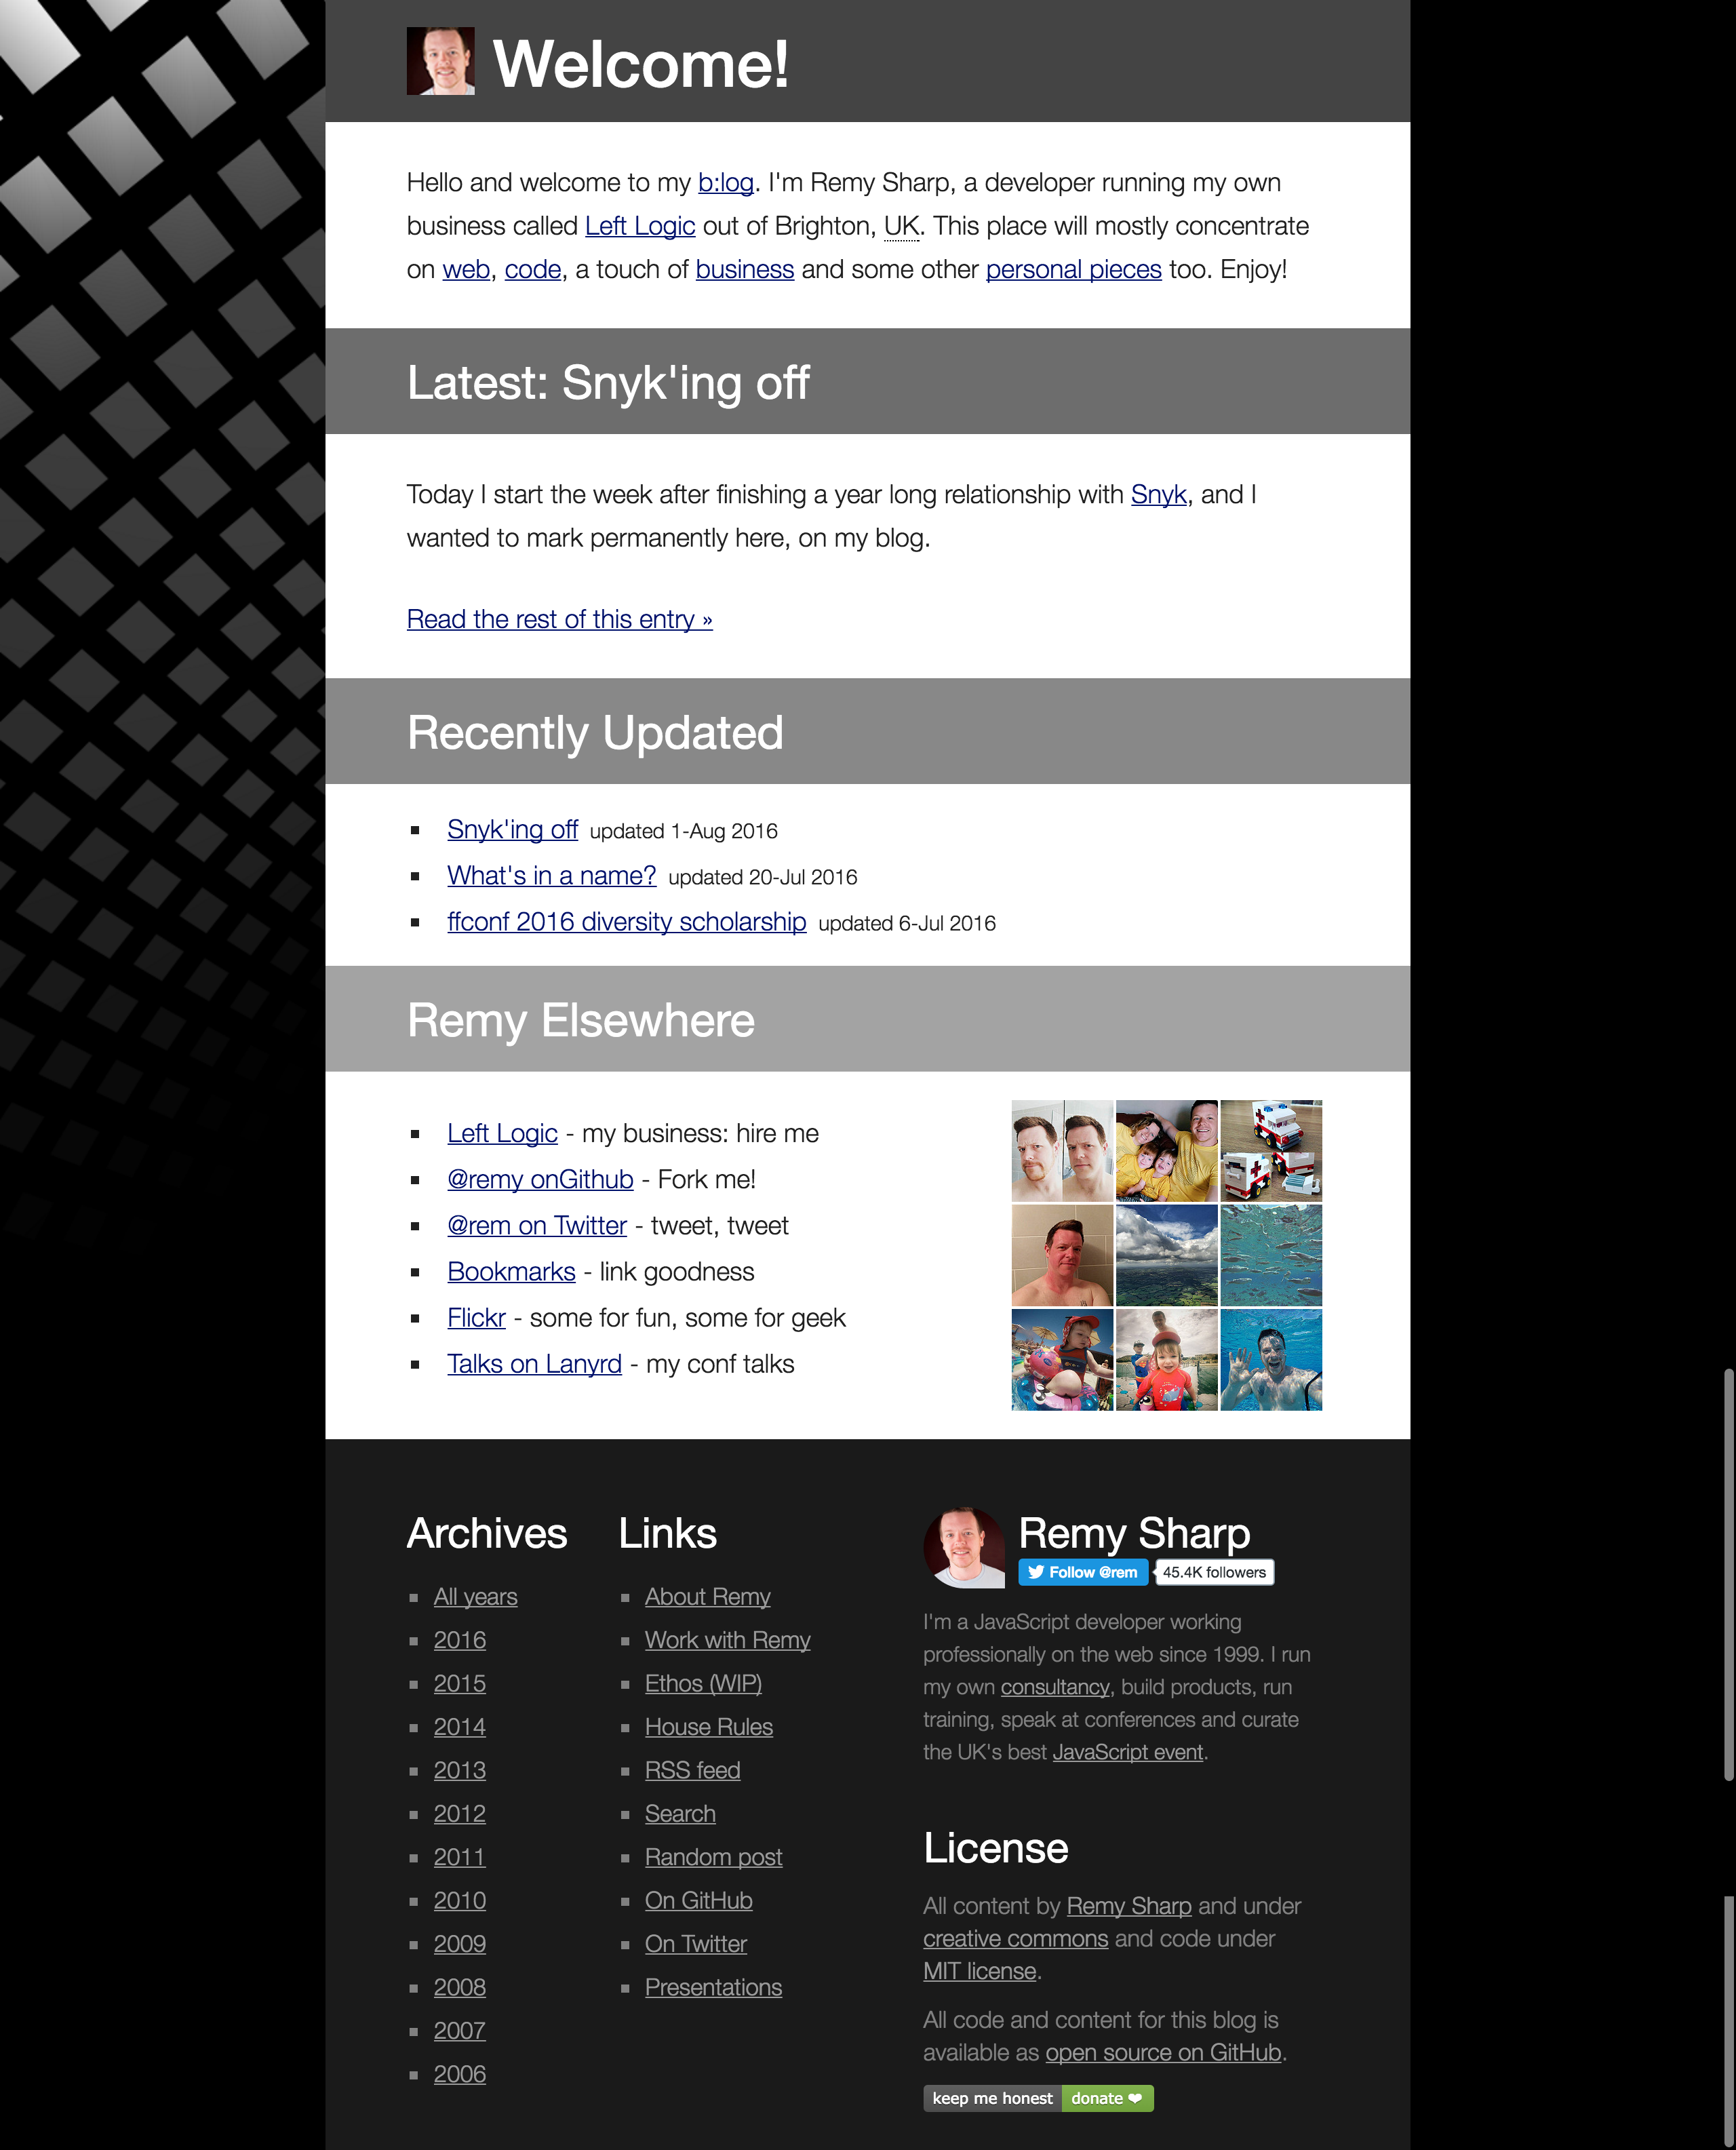 Welcome!
Hello and welcome to my b:log. I'm Remy Sharp, a developer running my own
business called Left Logic out of Brighton, UK. This place will mostly concentrate
on web, code, a touch of business and some other personal pieces too. Enjoy!
Latest: Snyk'ing off
Today I start the week after finishing a year long relationship with Snyk, and I
wanted to mark permanently here, on my blog.
Read the rest of this entry »
Recently Updated
Snyk'ing off updated 1-Aug 2016
What's in a name? updated 20-Jul 2016
ffconf 2016 diversity scholarship updated 6-Jul 2016
Remy Elsewhere
Left Logic - my business: hire me
@remy onGithub - Fork me!
@rem on Twitter - tweet, tweet
Bookmarks - link goodness
Flickr - some for fun, some for geek
Talks on Lanyrd - my conf talks
Archives
All years
2016
2015
2014
2013
2012
2011
2010
2009
2008
2007
2006
Links
About Remy
Work with Remy
Ethos (WIP)
House Rules
RSS feed
Search
Random post
On GitHub
On Twitter
Presentations
Remy Sharp
Follow @rem 45.4K followers
I'm a JavaScript developer working
professionally on the web since 1999. I run
my own consultancy, build products, run
training, speak at conferences and curate
the UK's best JavaScript event.
License
All content by Remy Sharp and under
creative commons and code under
MIT license.
All code and content for this blog is
available as open source on GitHub.
keep me honest donate ❤